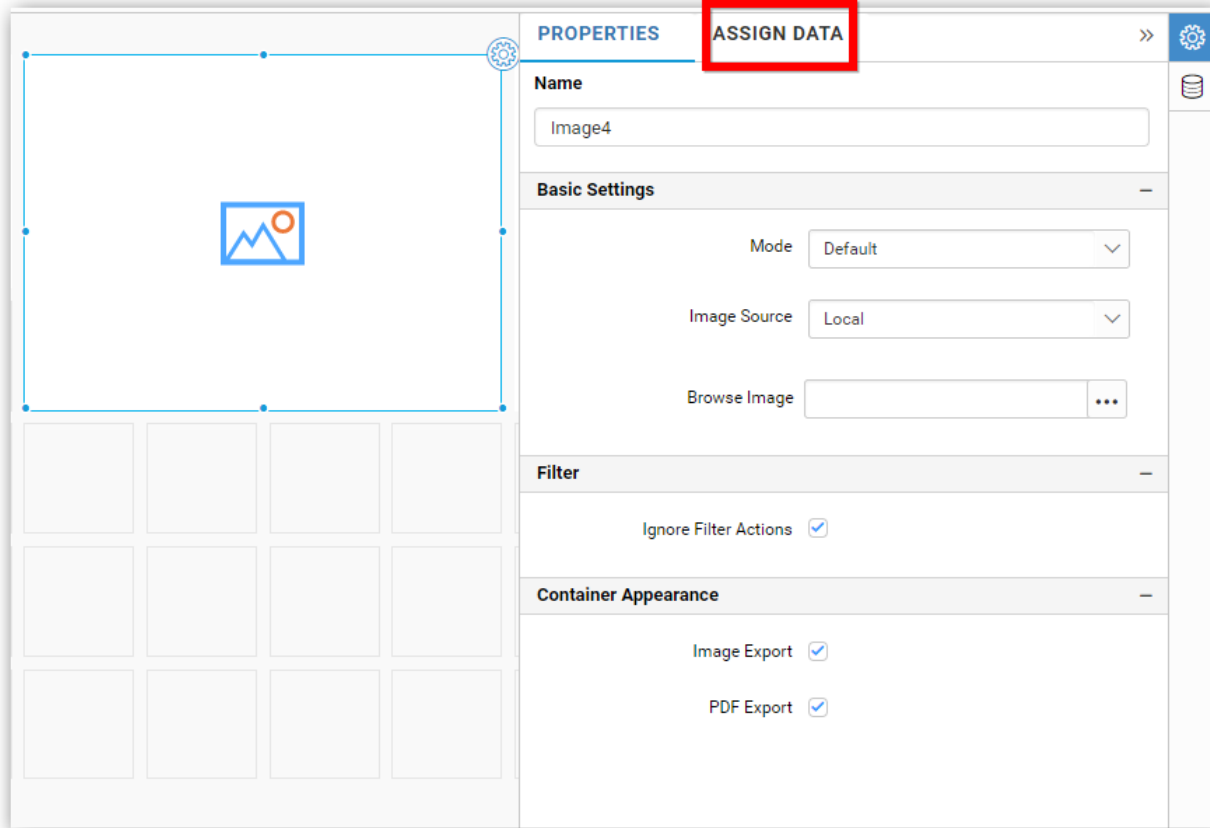 PROPERTIES ASSIGN DATA
Name
Image4
Basic Settings
Mode Default
Image Source Local
Browse Image
Filter
Ignore Filter Actions
Container Appearance
Image Export
PDF Export